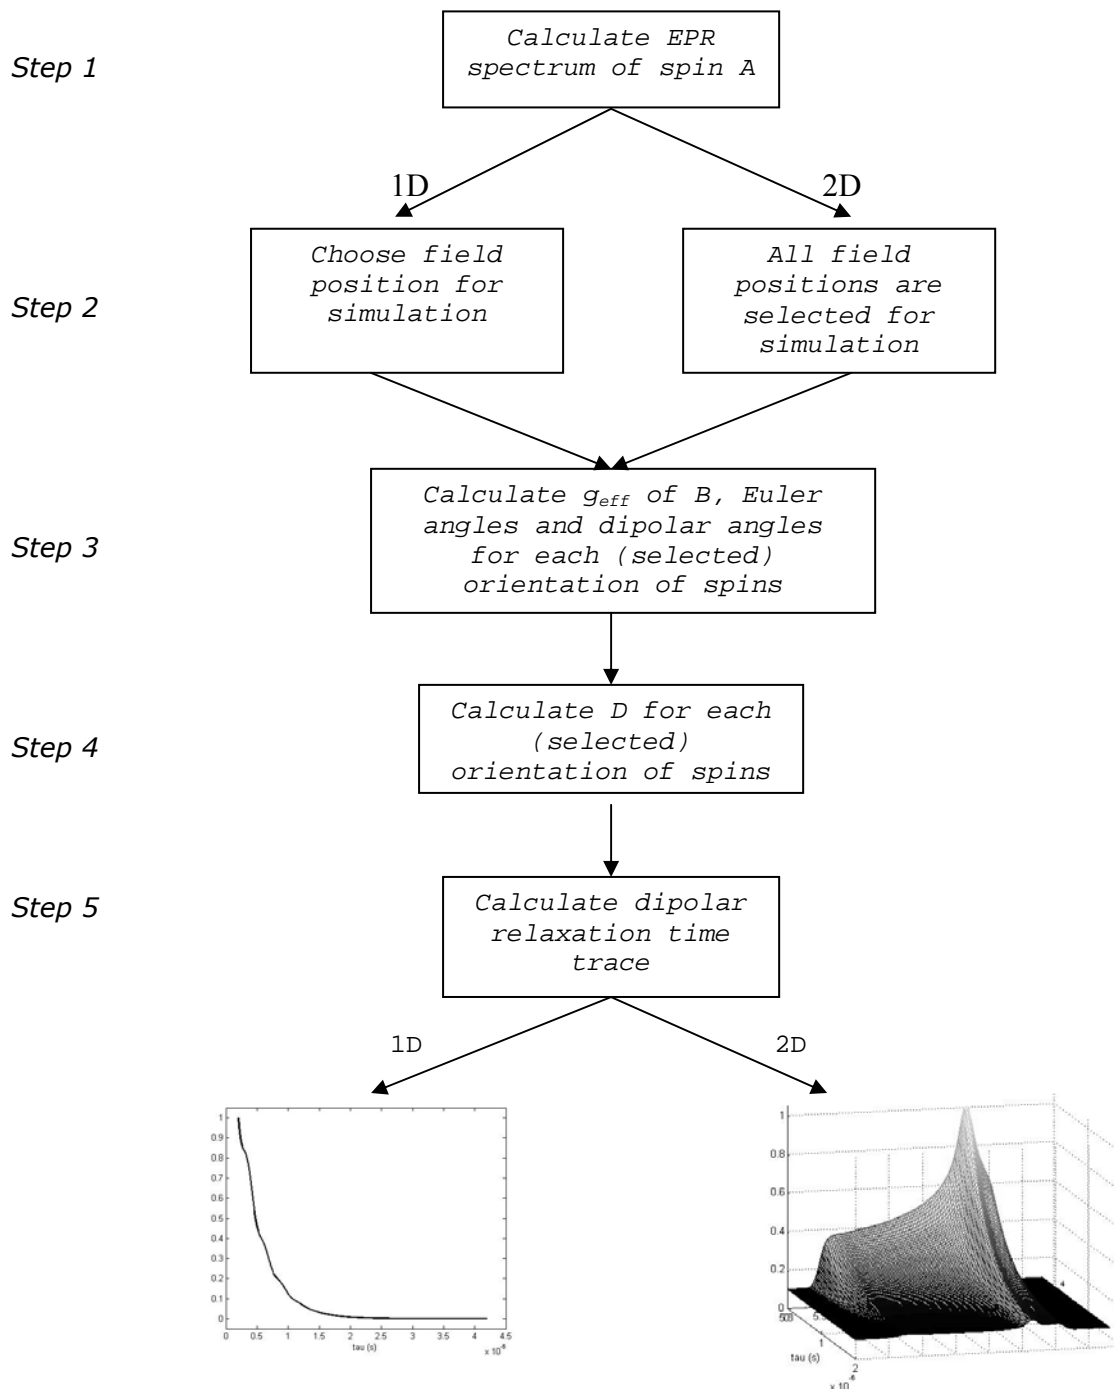 Step 1
Calculate EPR
spectrum of spin A
1D
2D
Step 2
Choose field
position for
simulation
All field
positions are
selected for
simulation
Step 3
Calculate geff of B, Euler
angles and dipolar angles
for each (selected)
orientation of spins
Step 4
Calculate D for each
(selected)
orientation of spins
Step 5
Calculate dipolar
relaxation time
trace
1D
2D
1
0.9
0.8
0.7
0.6
0.5
0.4
0.3
0.2
0.1
0
0 0.5 1 1.5 2 2.5 3 3.5 4 4.5
tau (s)
1
0.8
0.6
0.4
0.2
0
4
1
2
tau (s)